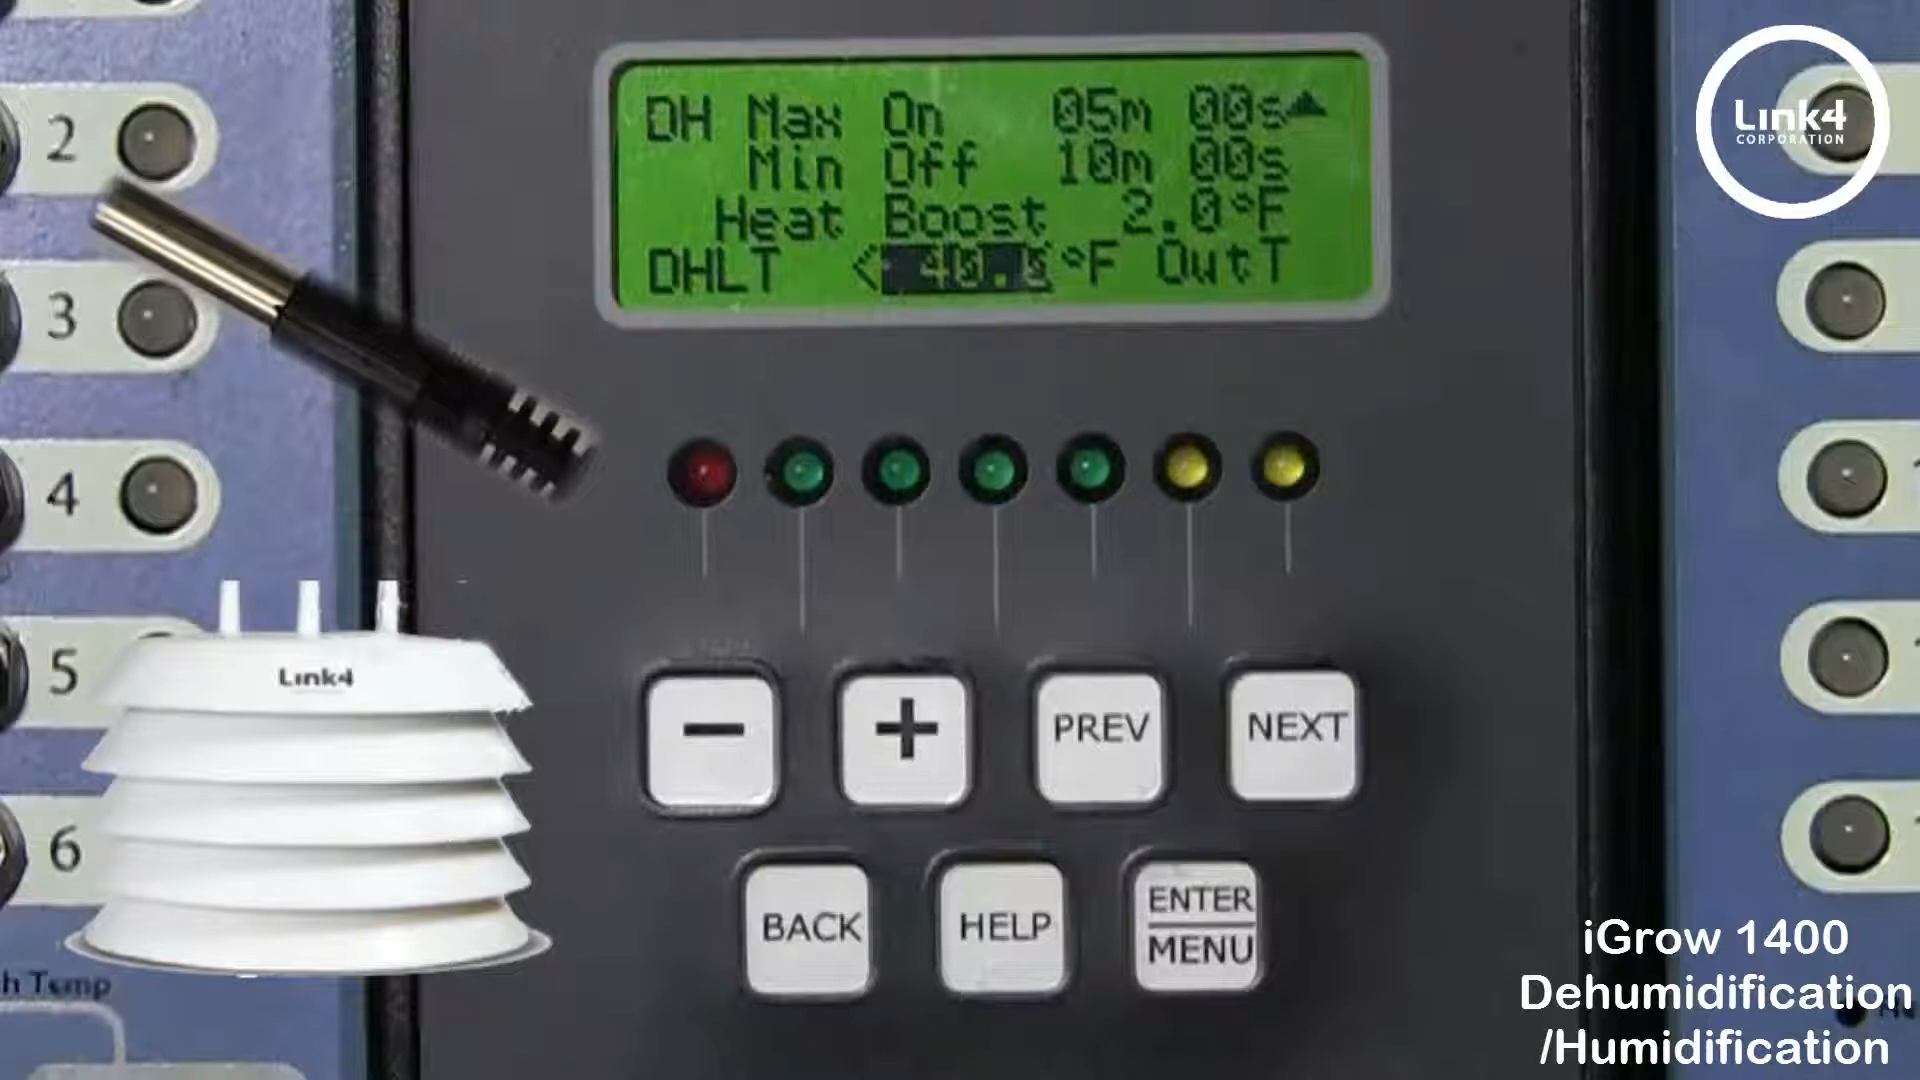 DH Max On 05m 00s
Min Off 10m 00s
Heat Boost 2.0°F
DHLT < 40.0°F OutT
Link4
CORPORATION
2
3
4
5
6
Link4
− + PREV NEXT
BACK HELP ENTER
MENU
h Temp
iGrow 1400
Dehumidification
/Humidification